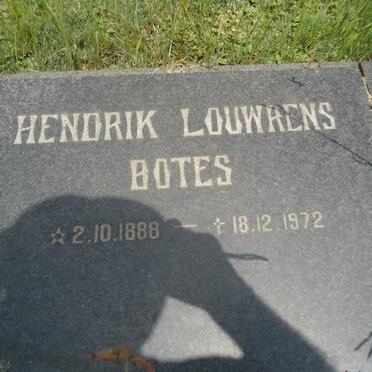 HENDRIK LOUWRENS
BOTES
☆ 2.10.1888 — † 18.12.1972